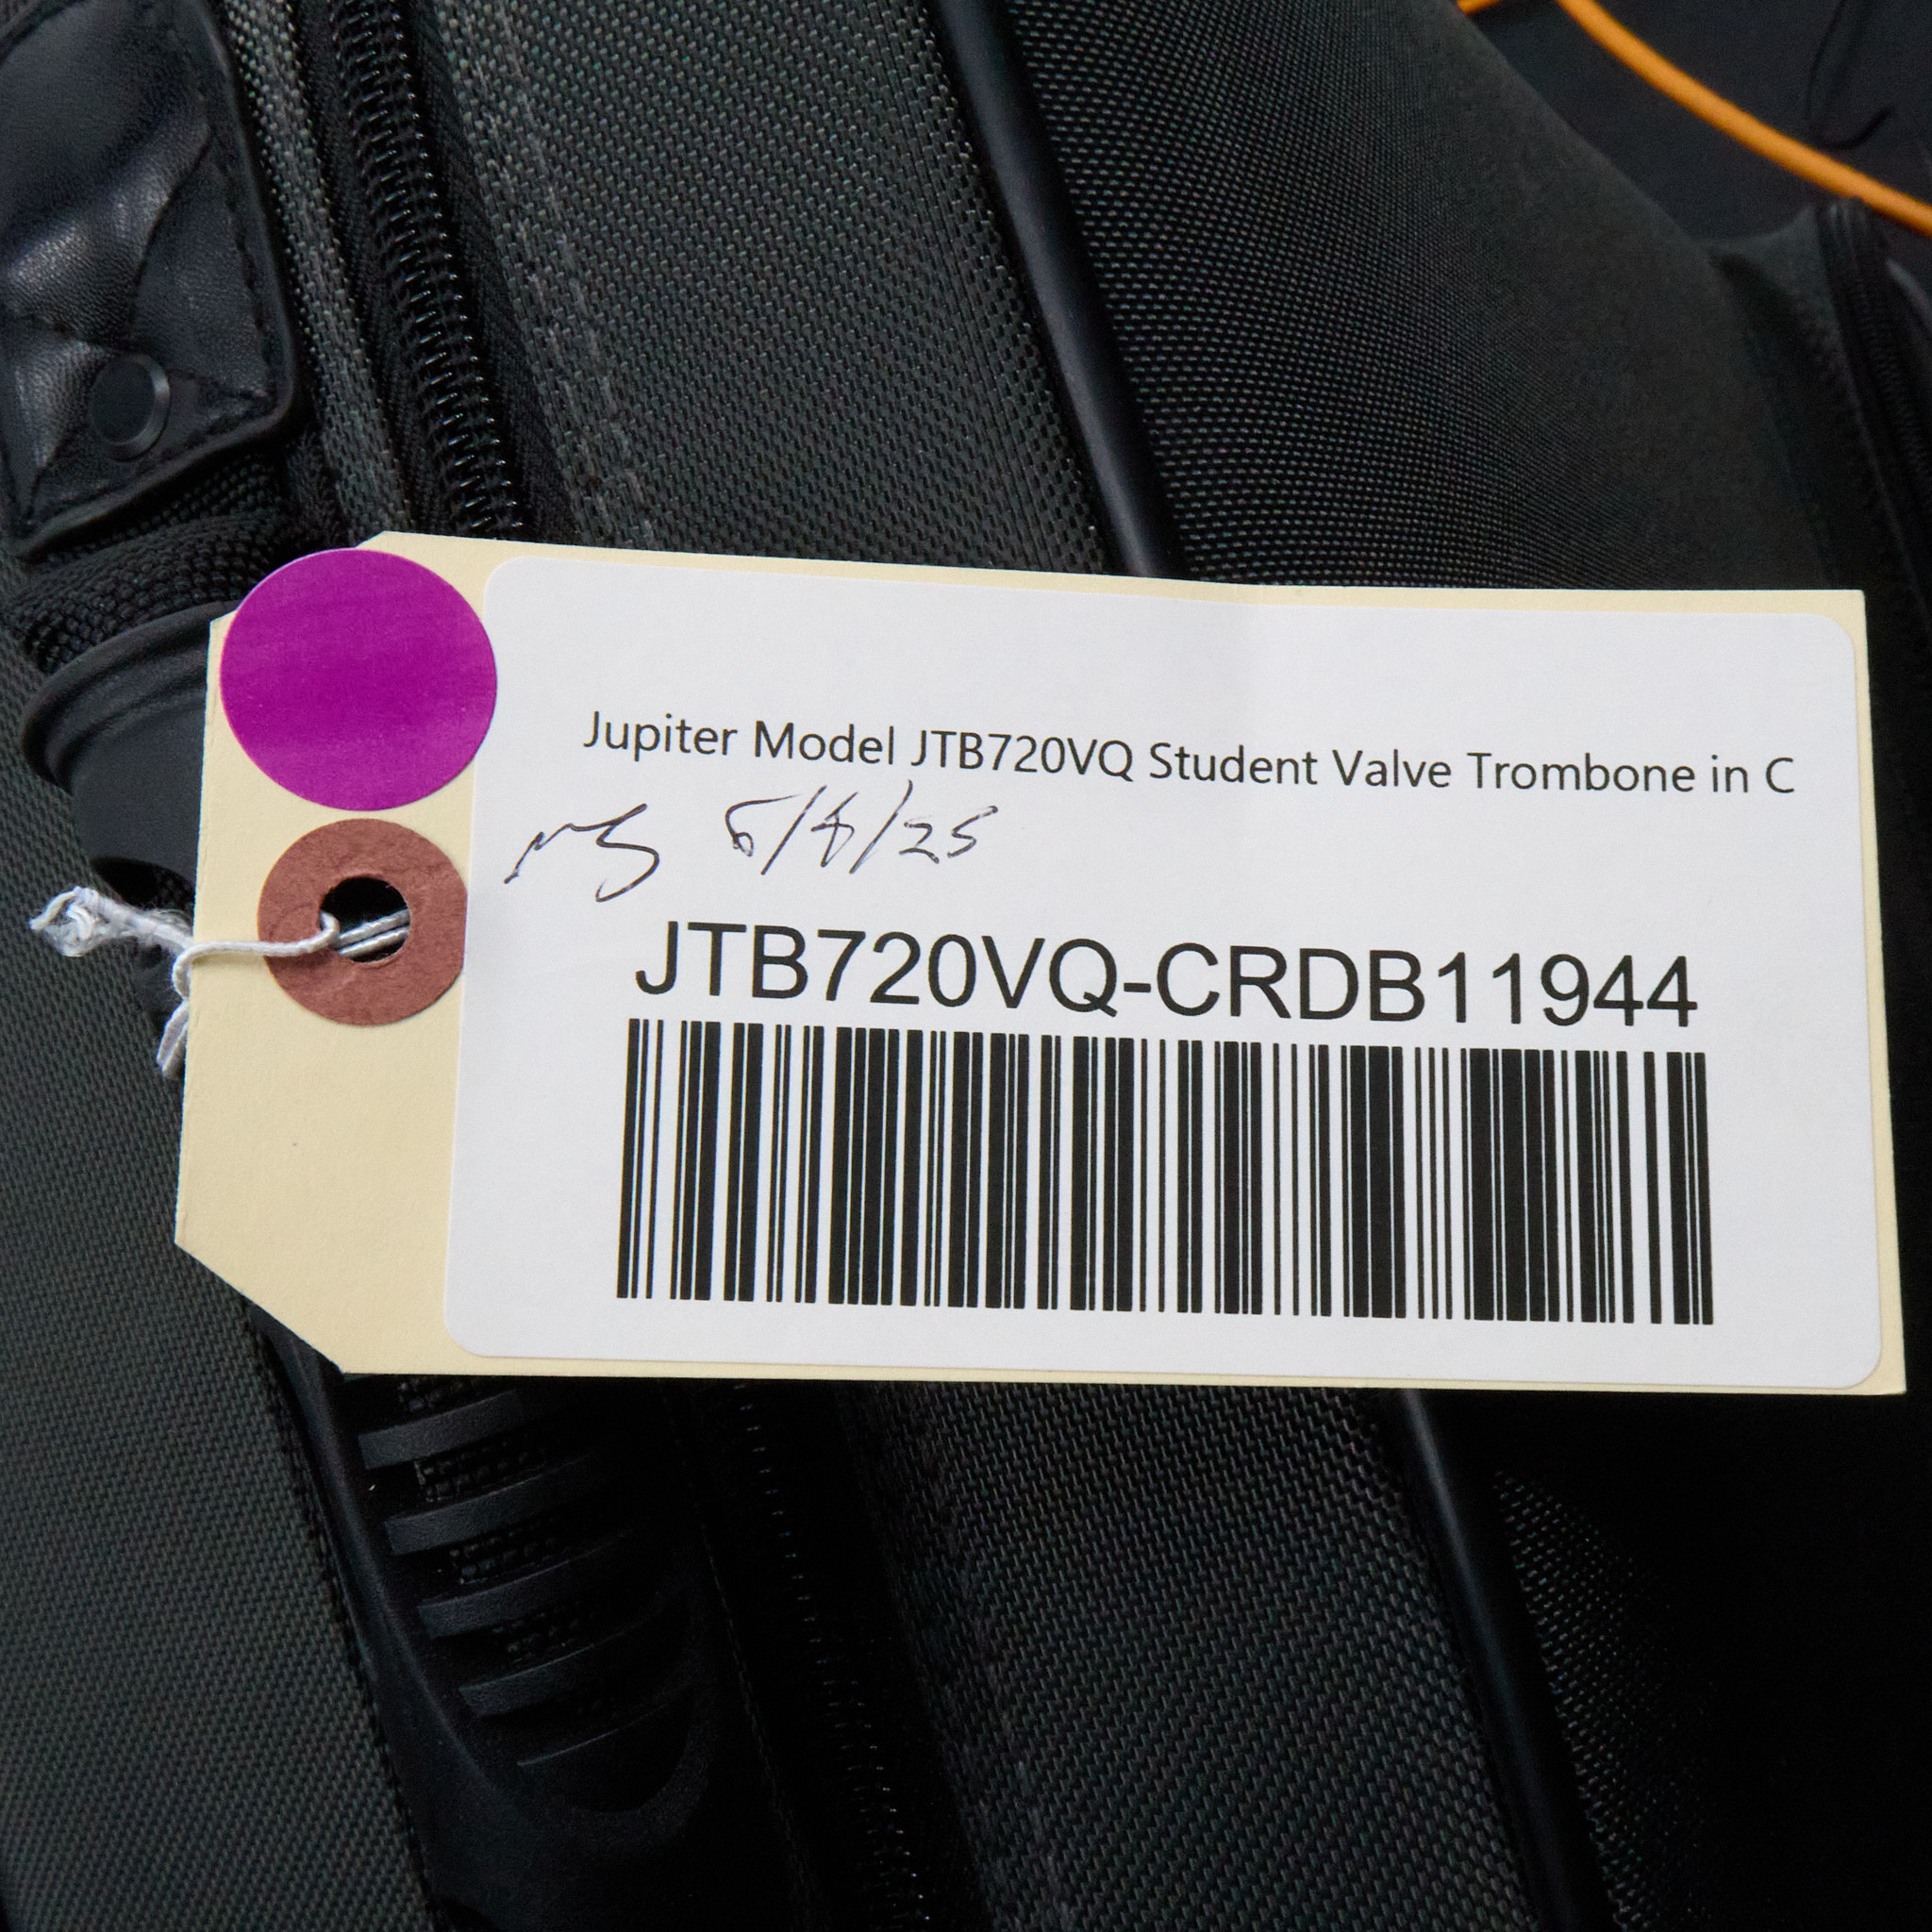 Jupiter Model JTB720VQ Student Valve Trombone in C
JTB720VQ-CRDB11944